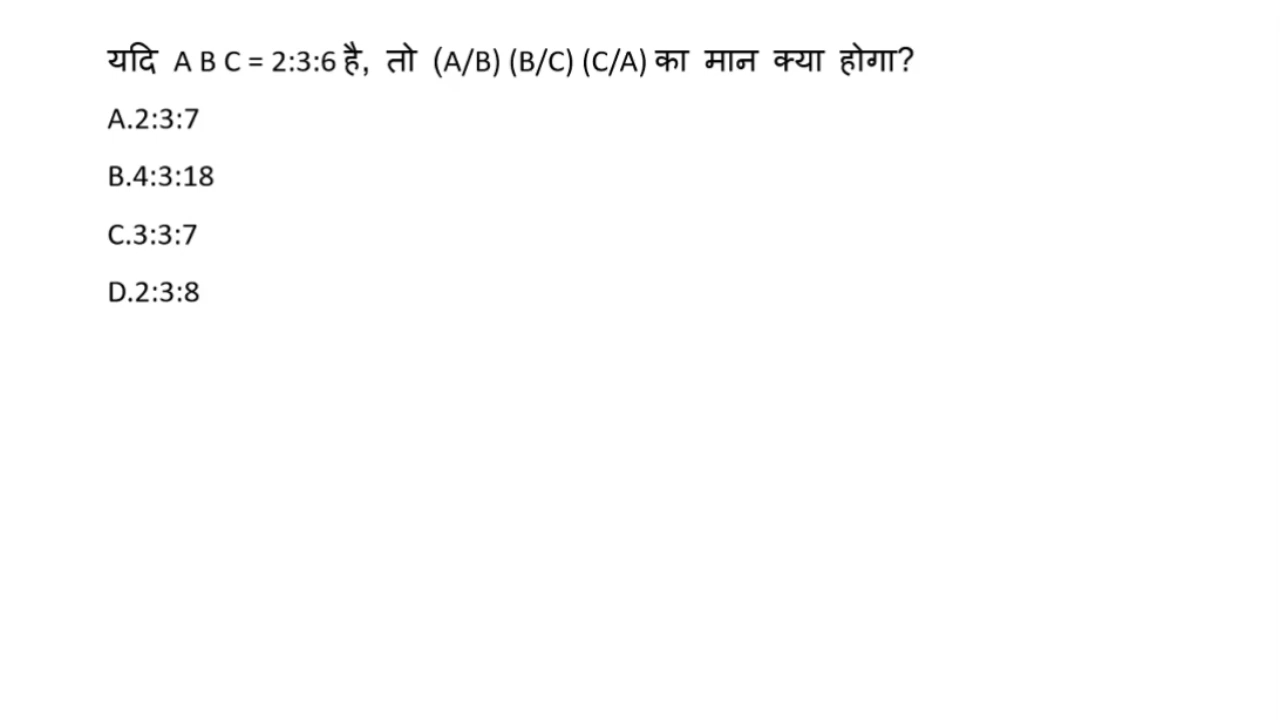 यदि A B C = 2:3:6 है, तो (A/B) (B/C) (C/A) का मान क्या होगा?
A.2:3:7
B.4:3:18
C.3:3:7
D.2:3:8